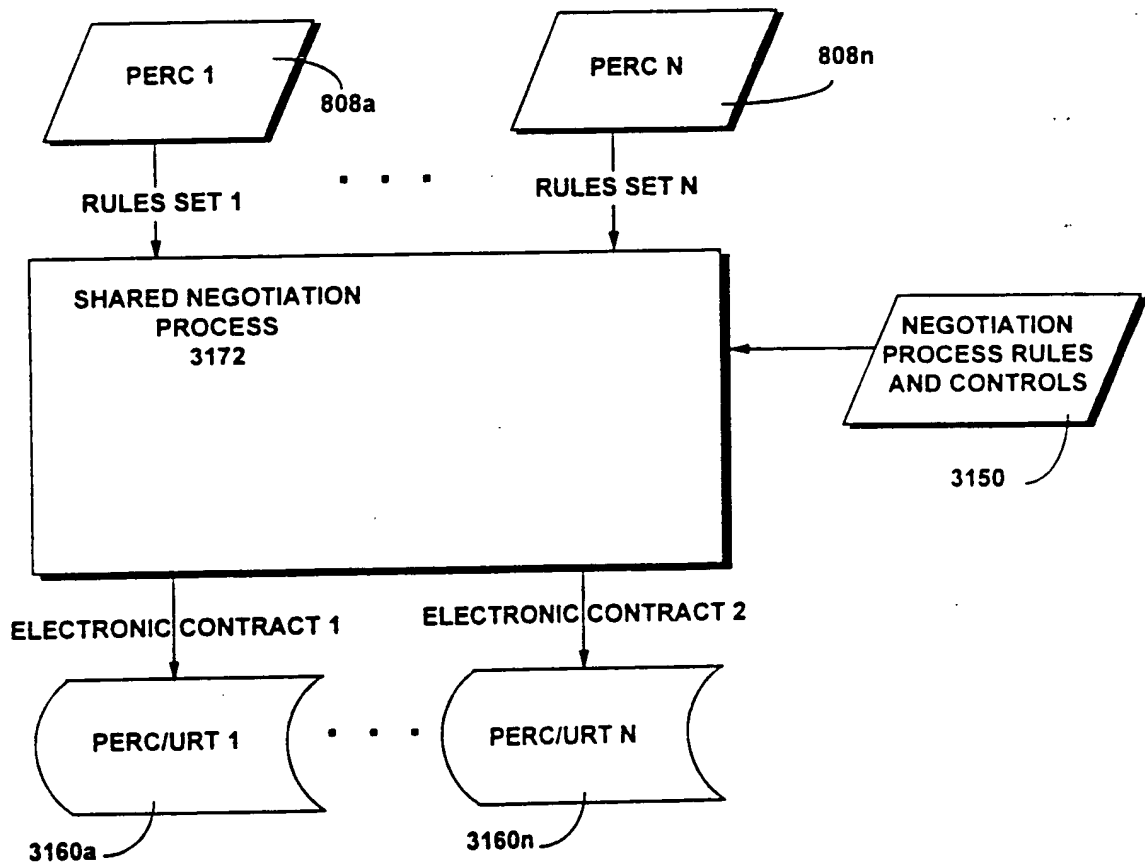 PERC 1
808a
PERC N
808n
RULES SET 1
. . .
RULES SET N
SHARED NEGOTIATION
PROCESS
3172
NEGOTIATION
PROCESS RULES
AND CONTROLS
3150
ELECTRONIC CONTRACT 1
ELECTRONIC CONTRACT 2
PERC/URT 1
. . .
PERC/URT N
3160a
3160n